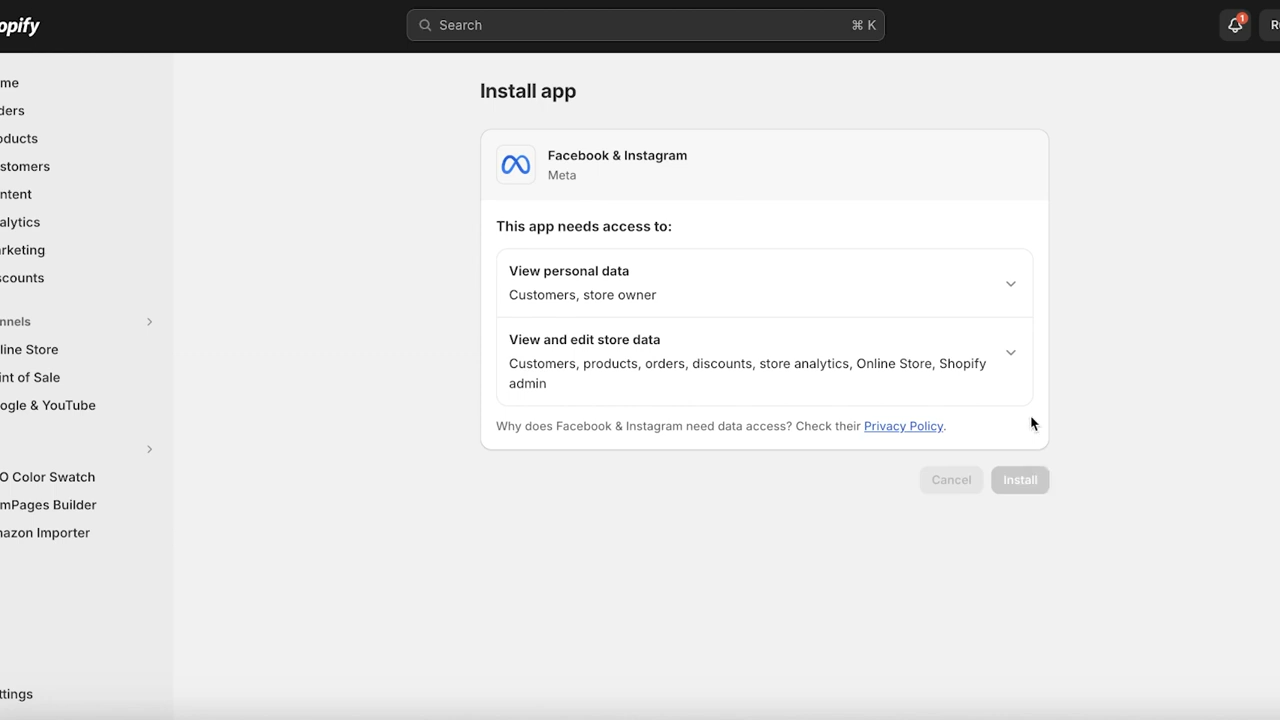 opify
Search
⌘ K
1
R
me
ders
oducts
stomers
ntent
alytics
rketing
scounts
nnels
line Store
int of Sale
ogle & YouTube
O Color Swatch
mPages Builder
nazon Importer
ttings
Install app
Facebook & Instagram
Meta
This app needs access to:
View personal data
Customers, store owner
View and edit store data
Customers, products, orders, discounts, store analytics, Online Store, Shopify
admin
Why does Facebook & Instagram need data access? Check their Privacy Policy.
Cancel
Install